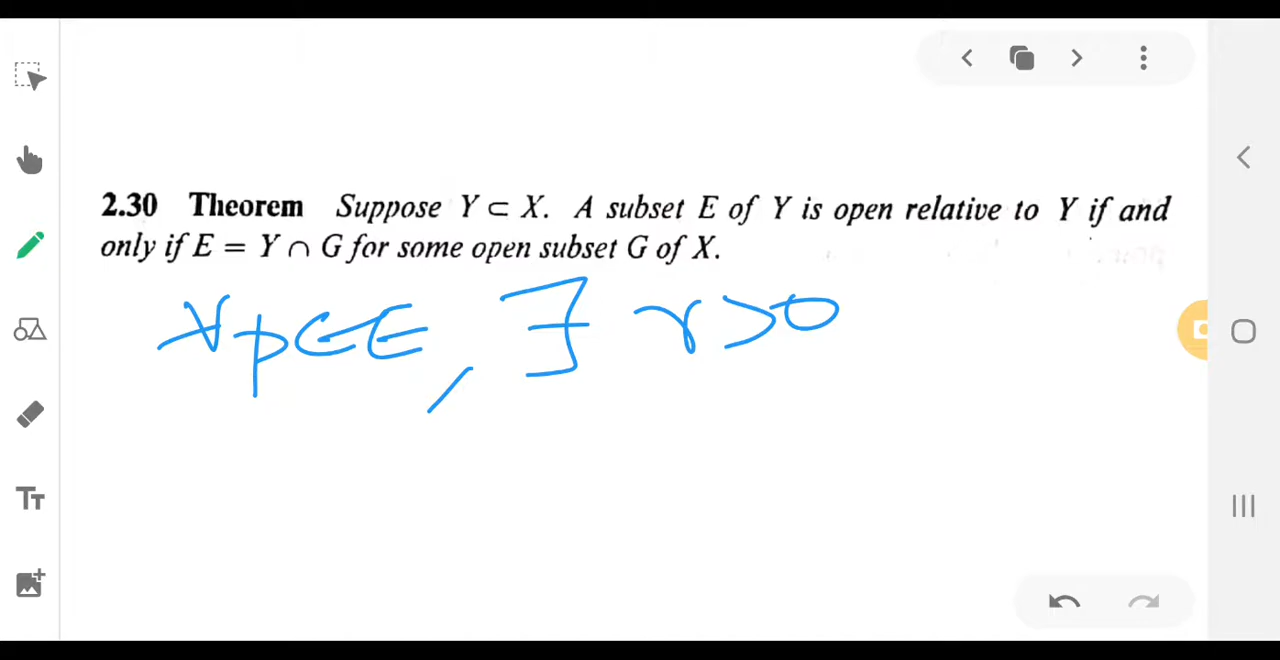 2.30 Theorem Suppose Y ⊂ X. A subset E of Y is open relative to Y if and
only if E = Y ∩ G for some open subset G of X.
∀p∈E, ∃ r>0
Tт